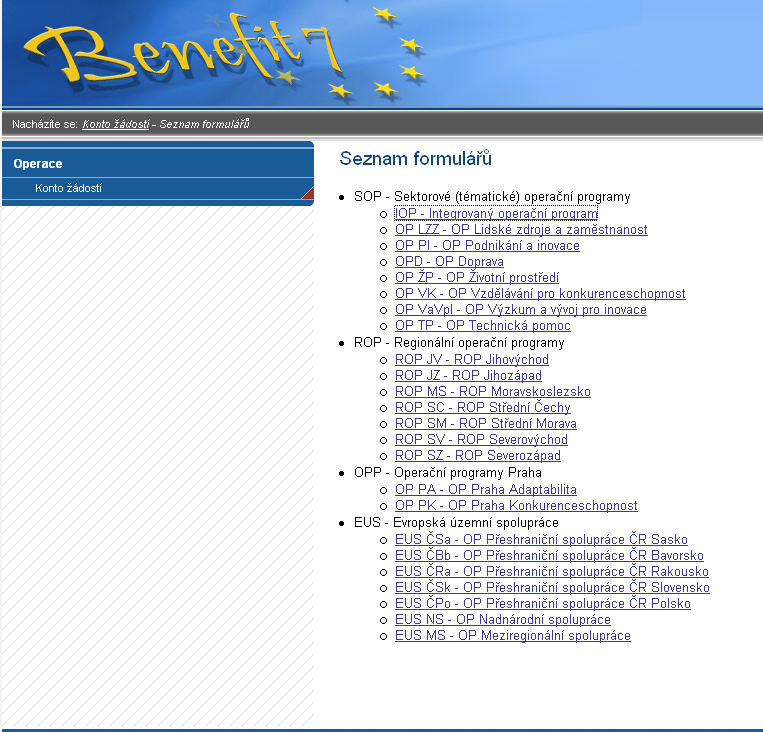 Benefit7
Nacházíte se: Konto žádostí - Seznam formulářů
Operace
Konto žádostí
Seznam formulářů
SOP - Sektorové (tématické) operační programy
IOP - Integrovaný operační program
OP LZZ - OP Lidské zdroje a zaměstnanost
OP PI - OP Podnikání a inovace
OPD - OP Doprava
OP ŽP - OP Životní prostředí
OP VK - OP Vzdělávání pro konkurenceschopnost
OP VaVpI - OP Výzkum a vývoj pro inovace
OP TP - OP Technická pomoc
ROP - Regionální operační programy
ROP JV - ROP Jihovýchod
ROP JZ - ROP Jihozápad
ROP MS - ROP Moravskoslezsko
ROP SC - ROP Střední Čechy
ROP SM - ROP Střední Morava
ROP SV - ROP Severovýchod
ROP SZ - ROP Severozápad
OPP - Operační programy Praha
OP PA - OP Praha Adaptabilita
OP PK - OP Praha Konkurenceschopnost
EUS - Evropská územní spolupráce
EUS ČSa - OP Přeshraniční spolupráce ČR Sasko
EUS ČBb - OP Přeshraniční spolupráce ČR Bavorsko
EUS ČRa - OP Přeshraniční spolupráce ČR Rakousko
EUS ČSk - OP Přeshraniční spolupráce ČR Slovensko
EUS ČPo - OP Přeshraniční spolupráce ČR Polsko
EUS NS - OP Nadnárodní spolupráce
EUS MS - OP Meziregionální spolupráce